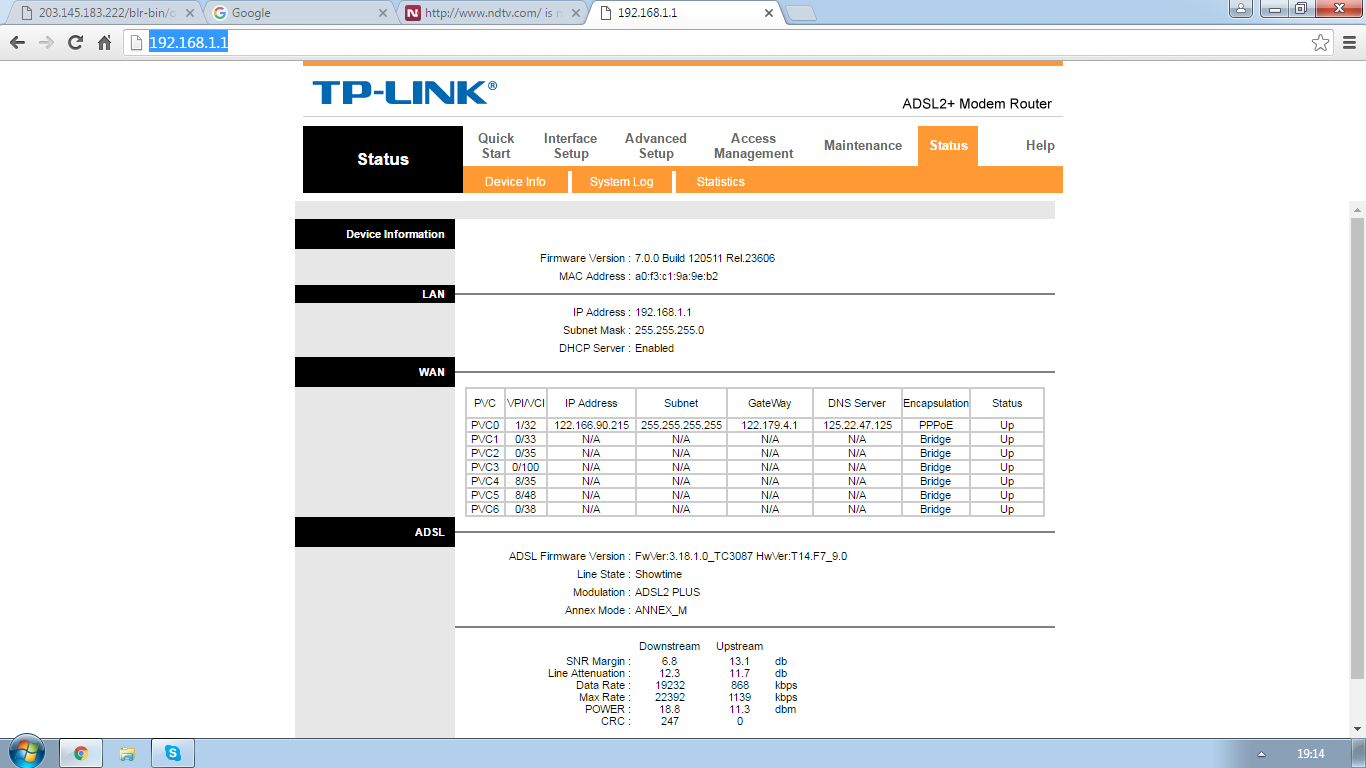 203.145.183.222/blr-bin/o
Google
http://www.ndtv.com/ is n
192.168.1.1
192.168.1.1
TP-LINK®
ADSL2+ Modem Router
Status
Quick Start
Interface Setup
Advanced Setup
Access Management
Maintenance
Status
Help
Device Info
System Log
Statistics
Device Information
Firmware Version : 7.0.0 Build 120511 Rel.23606
MAC Address : a0:f3:c1:9a:9e:b2
LAN
IP Address : 192.168.1.1
Subnet Mask : 255.255.255.0
DHCP Server : Enabled
WAN
PVC VPI/VCI IP Address Subnet GateWay DNS Server Encapsulation Status
PVC0 1/32 122.166.90.215 255.255.255.255 122.179.4.1 125.22.47.125 PPPoE Up
PVC1 0/33 N/A N/A N/A N/A Bridge Up
PVC2 0/35 N/A N/A N/A N/A Bridge Up
PVC3 0/100 N/A N/A N/A N/A Bridge Up
PVC4 8/35 N/A N/A N/A N/A Bridge Up
PVC5 8/48 N/A N/A N/A N/A Bridge Up
PVC6 0/38 N/A N/A N/A N/A Bridge Up
ADSL
ADSL Firmware Version : FwVer:3.18.1.0_TC3087 HwVer:T14.F7_9.0
Line State : Showtime
Modulation : ADSL2 PLUS
Annex Mode : ANNEX_M
Downstream Upstream
SNR Margin : 6.8 13.1 db
Line Attenuation : 12.3 11.7 db
Data Rate : 19232 868 kbps
Max Rate : 22392 1139 kbps
POWER : 18.8 11.3 dbm
CRC : 247 0
19:14